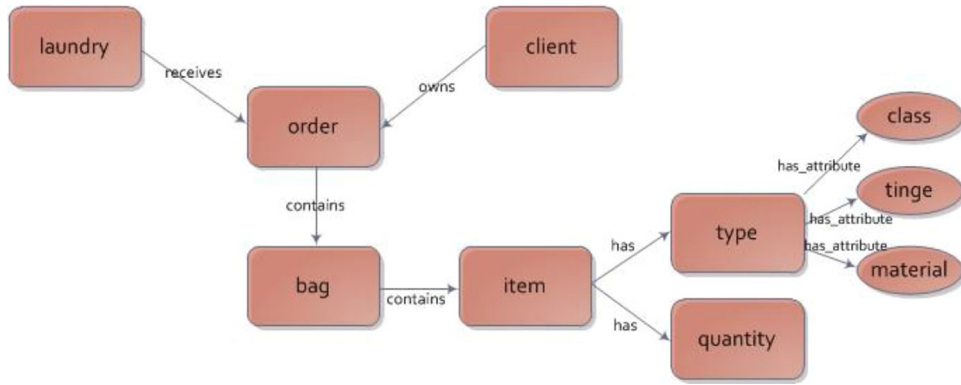 laundry
client
receives
owns
order
class
has_attribute
contains
tinge
type
has_attribute
has
has_attribute
material
bag
contains
item
has
quantity